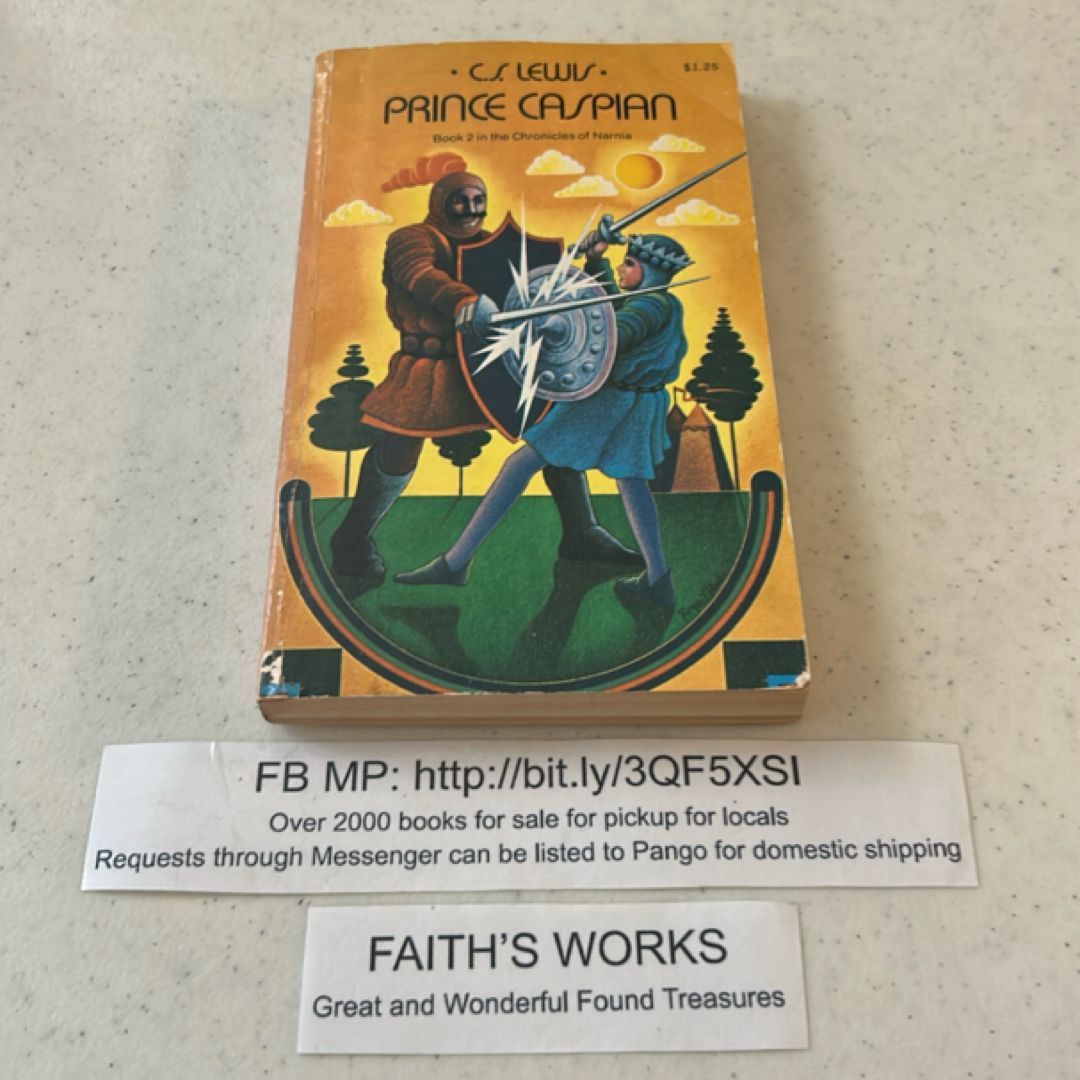 • C.S. LEWIS •
$1.25
PRINCE CASPIAN
Book 2 in the Chronicles of Narnia
FB MP: http://bit.ly/3QF5XSI
Over 2000 books for sale for pickup for locals
Requests through Messenger can be listed to Pango for domestic shipping
FAITH'S WORKS
Great and Wonderful Found Treasures